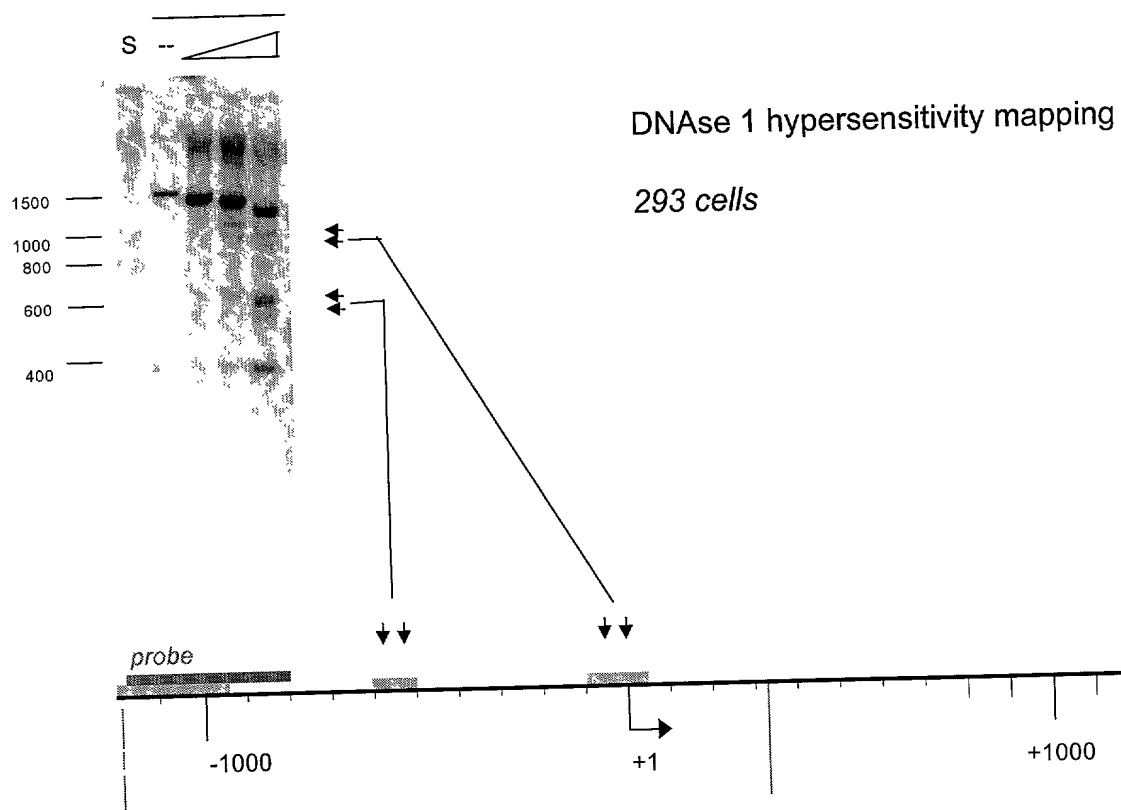 S --
DNAse 1 hypersensitivity mapping
293 cells
1500
1000
800
600
400
probe
-1000
+1
+1000